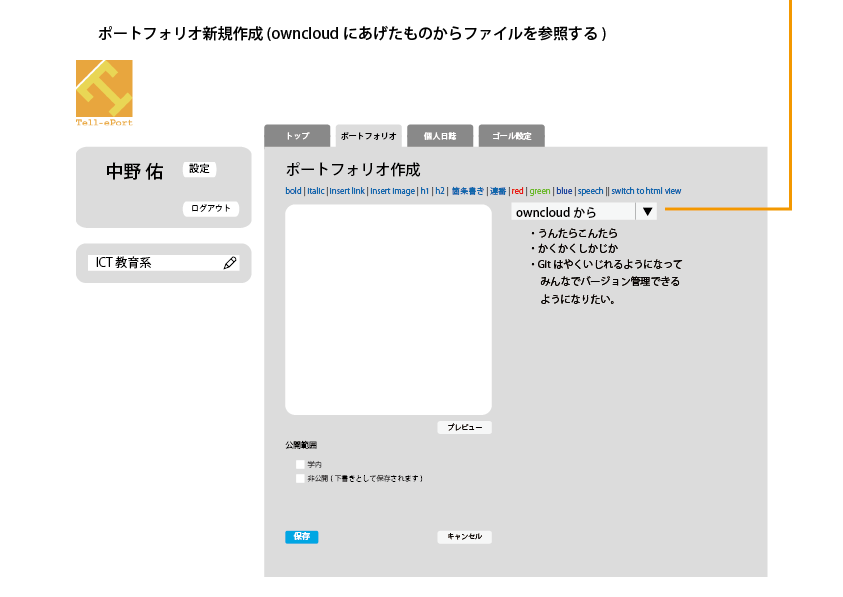 ポートフォリオ新規作成 (owncloud にあげたものからファイルを参照する )
Tell-ePort
トップ
ポートフォリオ
個人日誌
ゴール設定
中野 佑
設定
ログアウト
ICT 教育系
ポートフォリオ作成
bold | italic | insert link | insert image | h1 | h2 | 箇条書き | 連番 | red | green | blue | speech || switch to html view
owncloud から ▼
・うんたらこんたら
・かくかくしかじか
・Git はやくいじれるようになって
みんなでバージョン管理できる
ようになりたい。
プレビュー
公開範囲
学内
非公開 ( 下書きとして保存されます )
保存
キャンセル